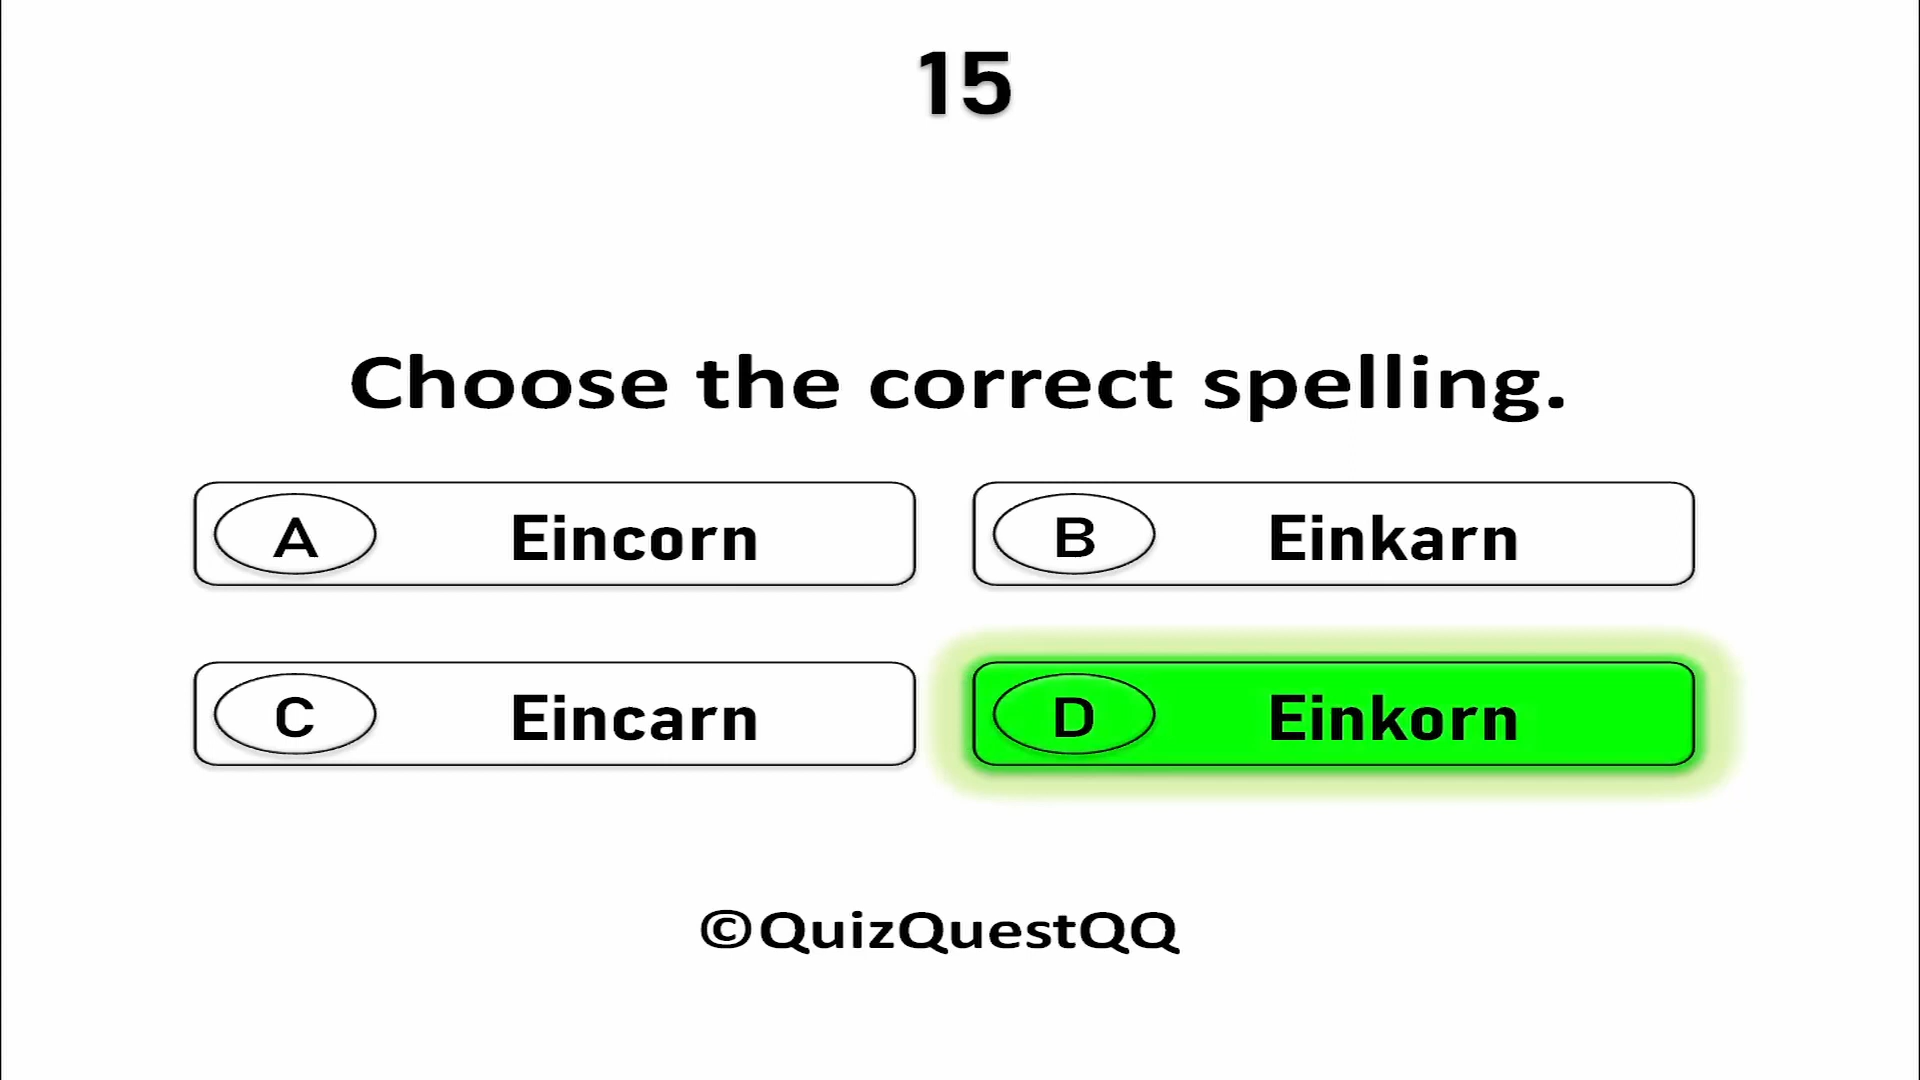 15
Choose the correct spelling.
A Eincorn
B Einkarn
C Eincarn
D Einkorn
©QuizQuestQQ